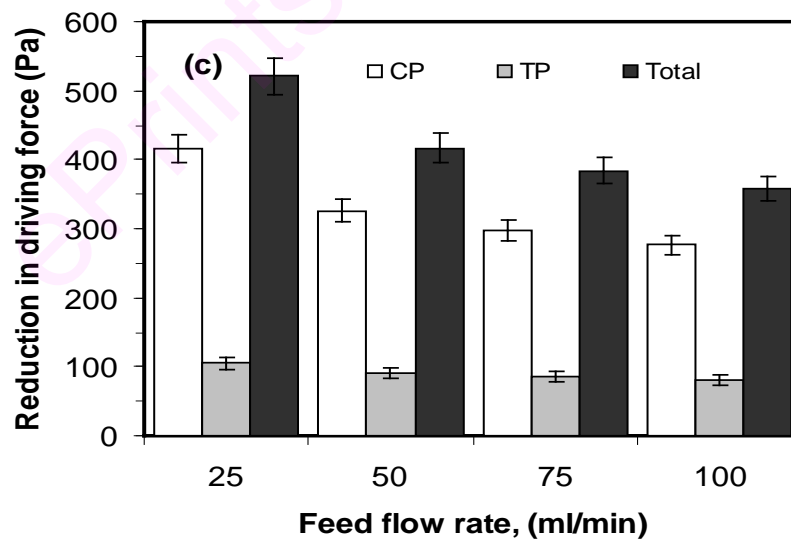 ePrints
(c)
CP TP Total
Reduction in driving force (Pa)
600
500
400
300
200
100
0
25 50 75 100
Feed flow rate, (ml/min)